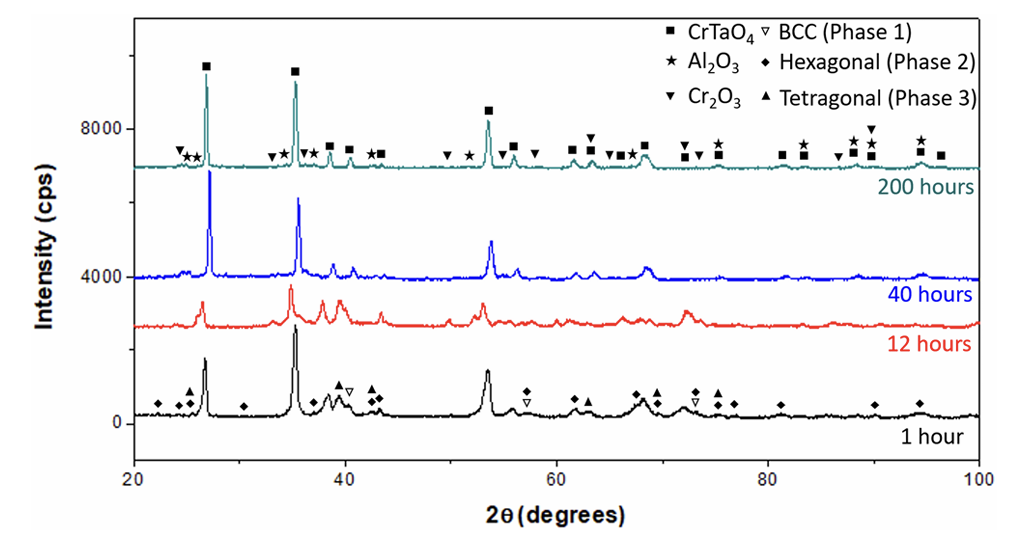 CrTaO₄ BCC (Phase 1)
Al₂O₃ Hexagonal (Phase 2)
Cr₂O₃ Tetragonal (Phase 3)
8000
200 hours
4000
40 hours
12 hours
0
1 hour
20 40 60 80 100
Intensity (cps)
2θ (degrees)